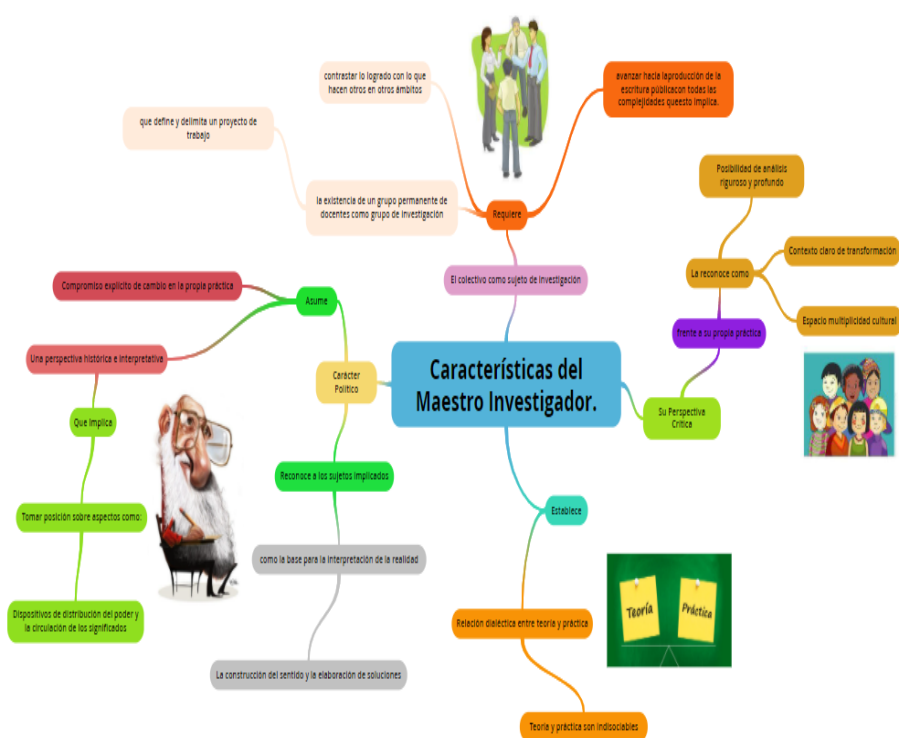 contrastar lo logrado con lo que
hacen otros en otros ámbitos
avanzar hacia laproducción de la
escritura públicacon todas las
complejidades queesto implica.
que define y delimita un proyecto de
trabajo
la existencia de un grupo permanente de
docentes como grupo de investigación
Requiere
Posibilidad de análisis
riguroso y profundo
El colectivo como sujeto de investigación
La reconoce como
Contexto claro de transformación
Espacio multiplicidad cultural
frente a su propia práctica
Su Perspectiva
Crítica
Compromiso explícito de cambio en la propia práctica
Asume
Una perspectiva histórica e interpretativa
Carácter
Político
Características del
Maestro Investigador.
Que implica
Tomar posición sobre aspectos como:
Dispositivos de distribución del poder y
la circulación de los significados
Reconoce a los sujetos implicados
como la base para la interpretación de la realidad
La construcción del sentido y la elaboración de soluciones
Establece
Relación dialéctica entre teoría y práctica
Teoría y práctica son indisociables
Teoría
Práctica